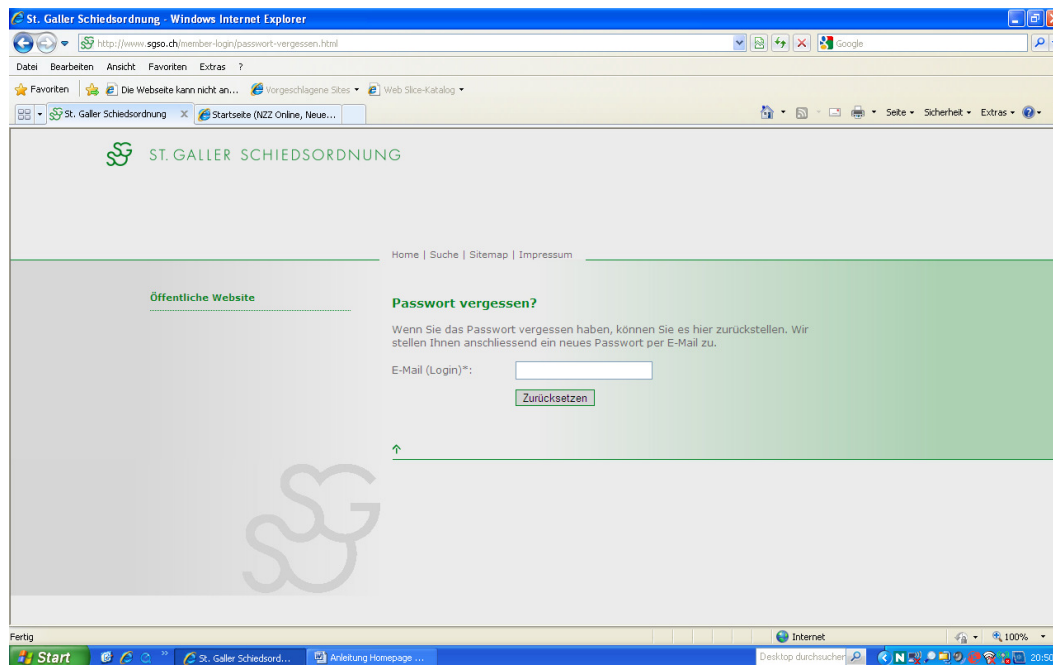 St. Galler Schiedsordnung - Windows Internet Explorer
http://www.sgso.ch/member-login/passwort-vergessen.html
Google
Datei Bearbeiten Ansicht Favoriten Extras ?
Favoriten Die Webseite kann nicht an... Vorgeschlagene Sites Web Slice-Katalog
St. Galler Schiedsordnung X Startseite (NZZ Online, Neue...
Seite Sicherheit Extras
ST. GALLER SCHIEDSORDNUNG
Home | Suche | Sitemap | Impressum
Öffentliche Website
Passwort vergessen?
Wenn Sie das Passwort vergessen haben, können Sie es hier zurückstellen. Wir
stellen Ihnen anschliessend ein neues Passwort per E-Mail zu.
E-Mail (Login)*:
Zurücksetzen
Fertig
Internet
100%
Start
St. Galler Schiedsord...
Anleitung Homepage ...
Desktop durchsuchen
20:50